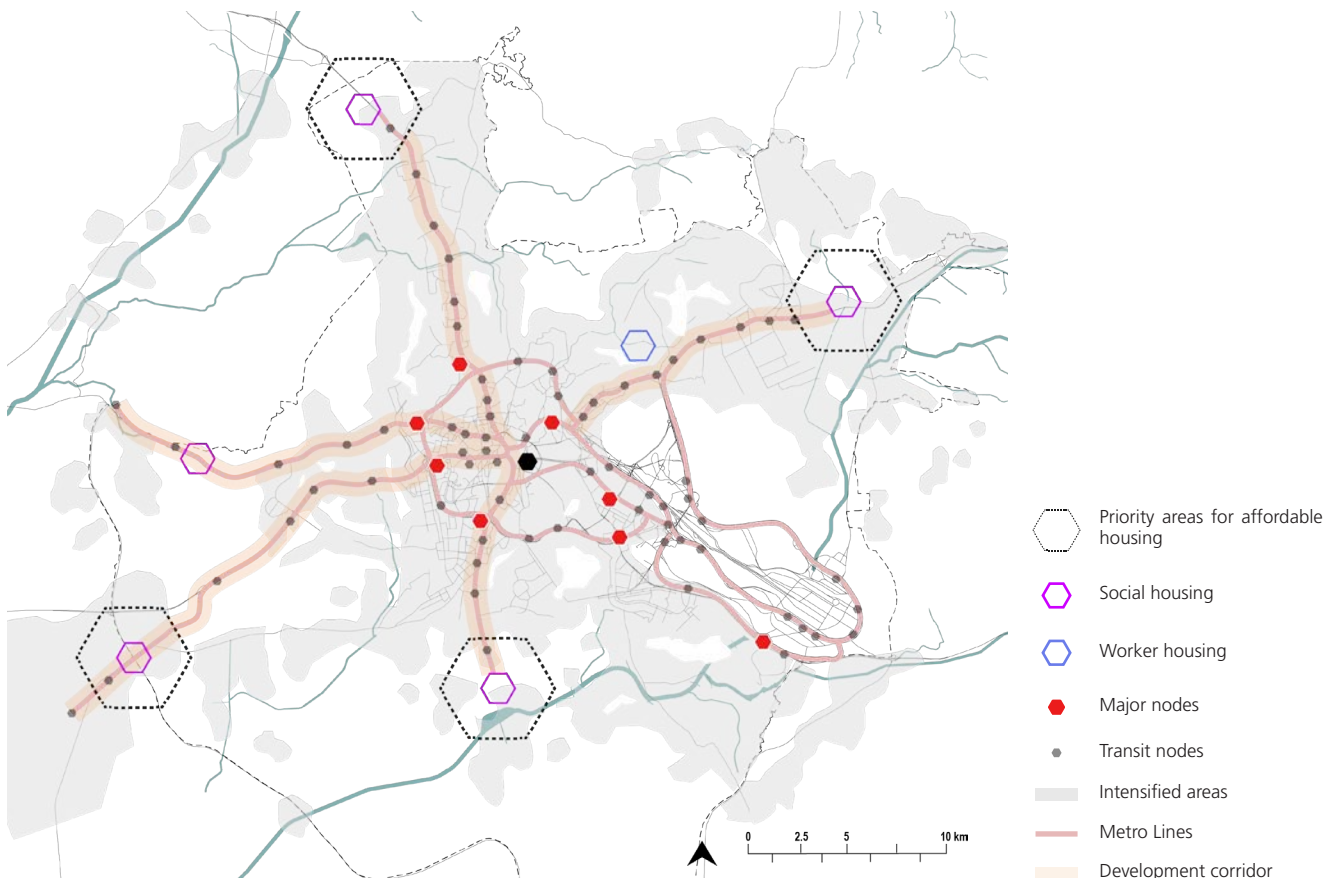 Priority areas for affordable
housing
Social housing
Worker housing
Major nodes
Transit nodes
Intensified areas
Metro Lines
Development corridor
0 2.5 5 10 km